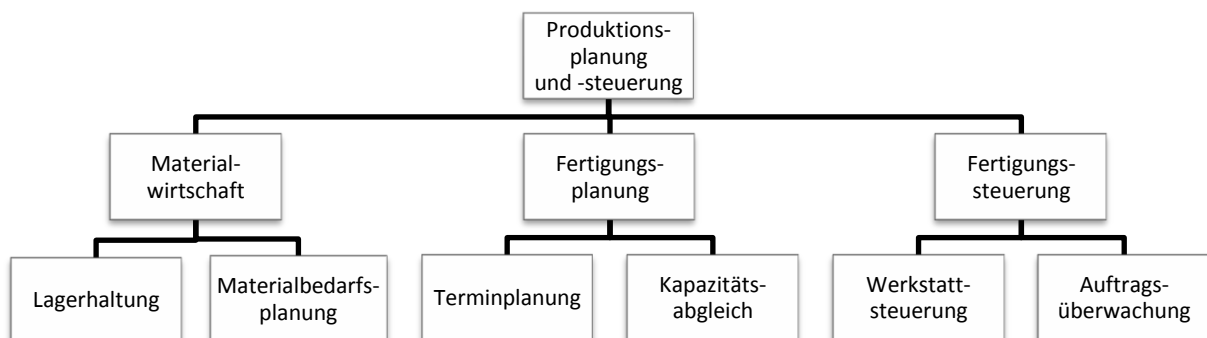 Produktions-
planung
und -steuerung
Material-
wirtschaft
Fertigungs-
planung
Fertigungs-
steuerung
Lagerhaltung
Materialbedarfs-
planung
Terminplanung
Kapazitäts-
abgleich
Werkstatt-
steuerung
Auftrags-
überwachung